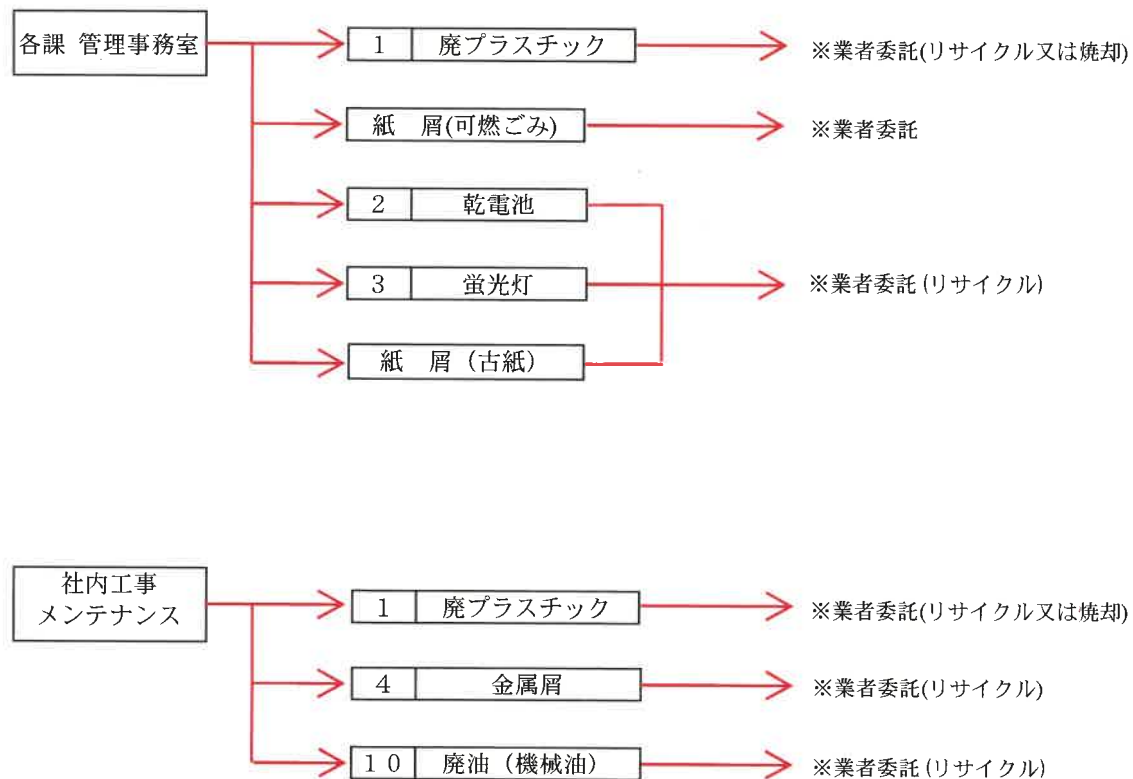 各課 管理事務室
1 廃プラスチック
※業者委託(リサイクル又は焼却)
紙 屑(可燃ごみ)
※業者委託
2 乾電池
3 蛍光灯
※業者委託(リサイクル)
紙 屑（古紙）
社内工事
メンテナンス
1 廃プラスチック
※業者委託(リサイクル又は焼却)
4 金属屑
※業者委託(リサイクル)
10 廃油（機械油）
※業者委託(リサイクル)